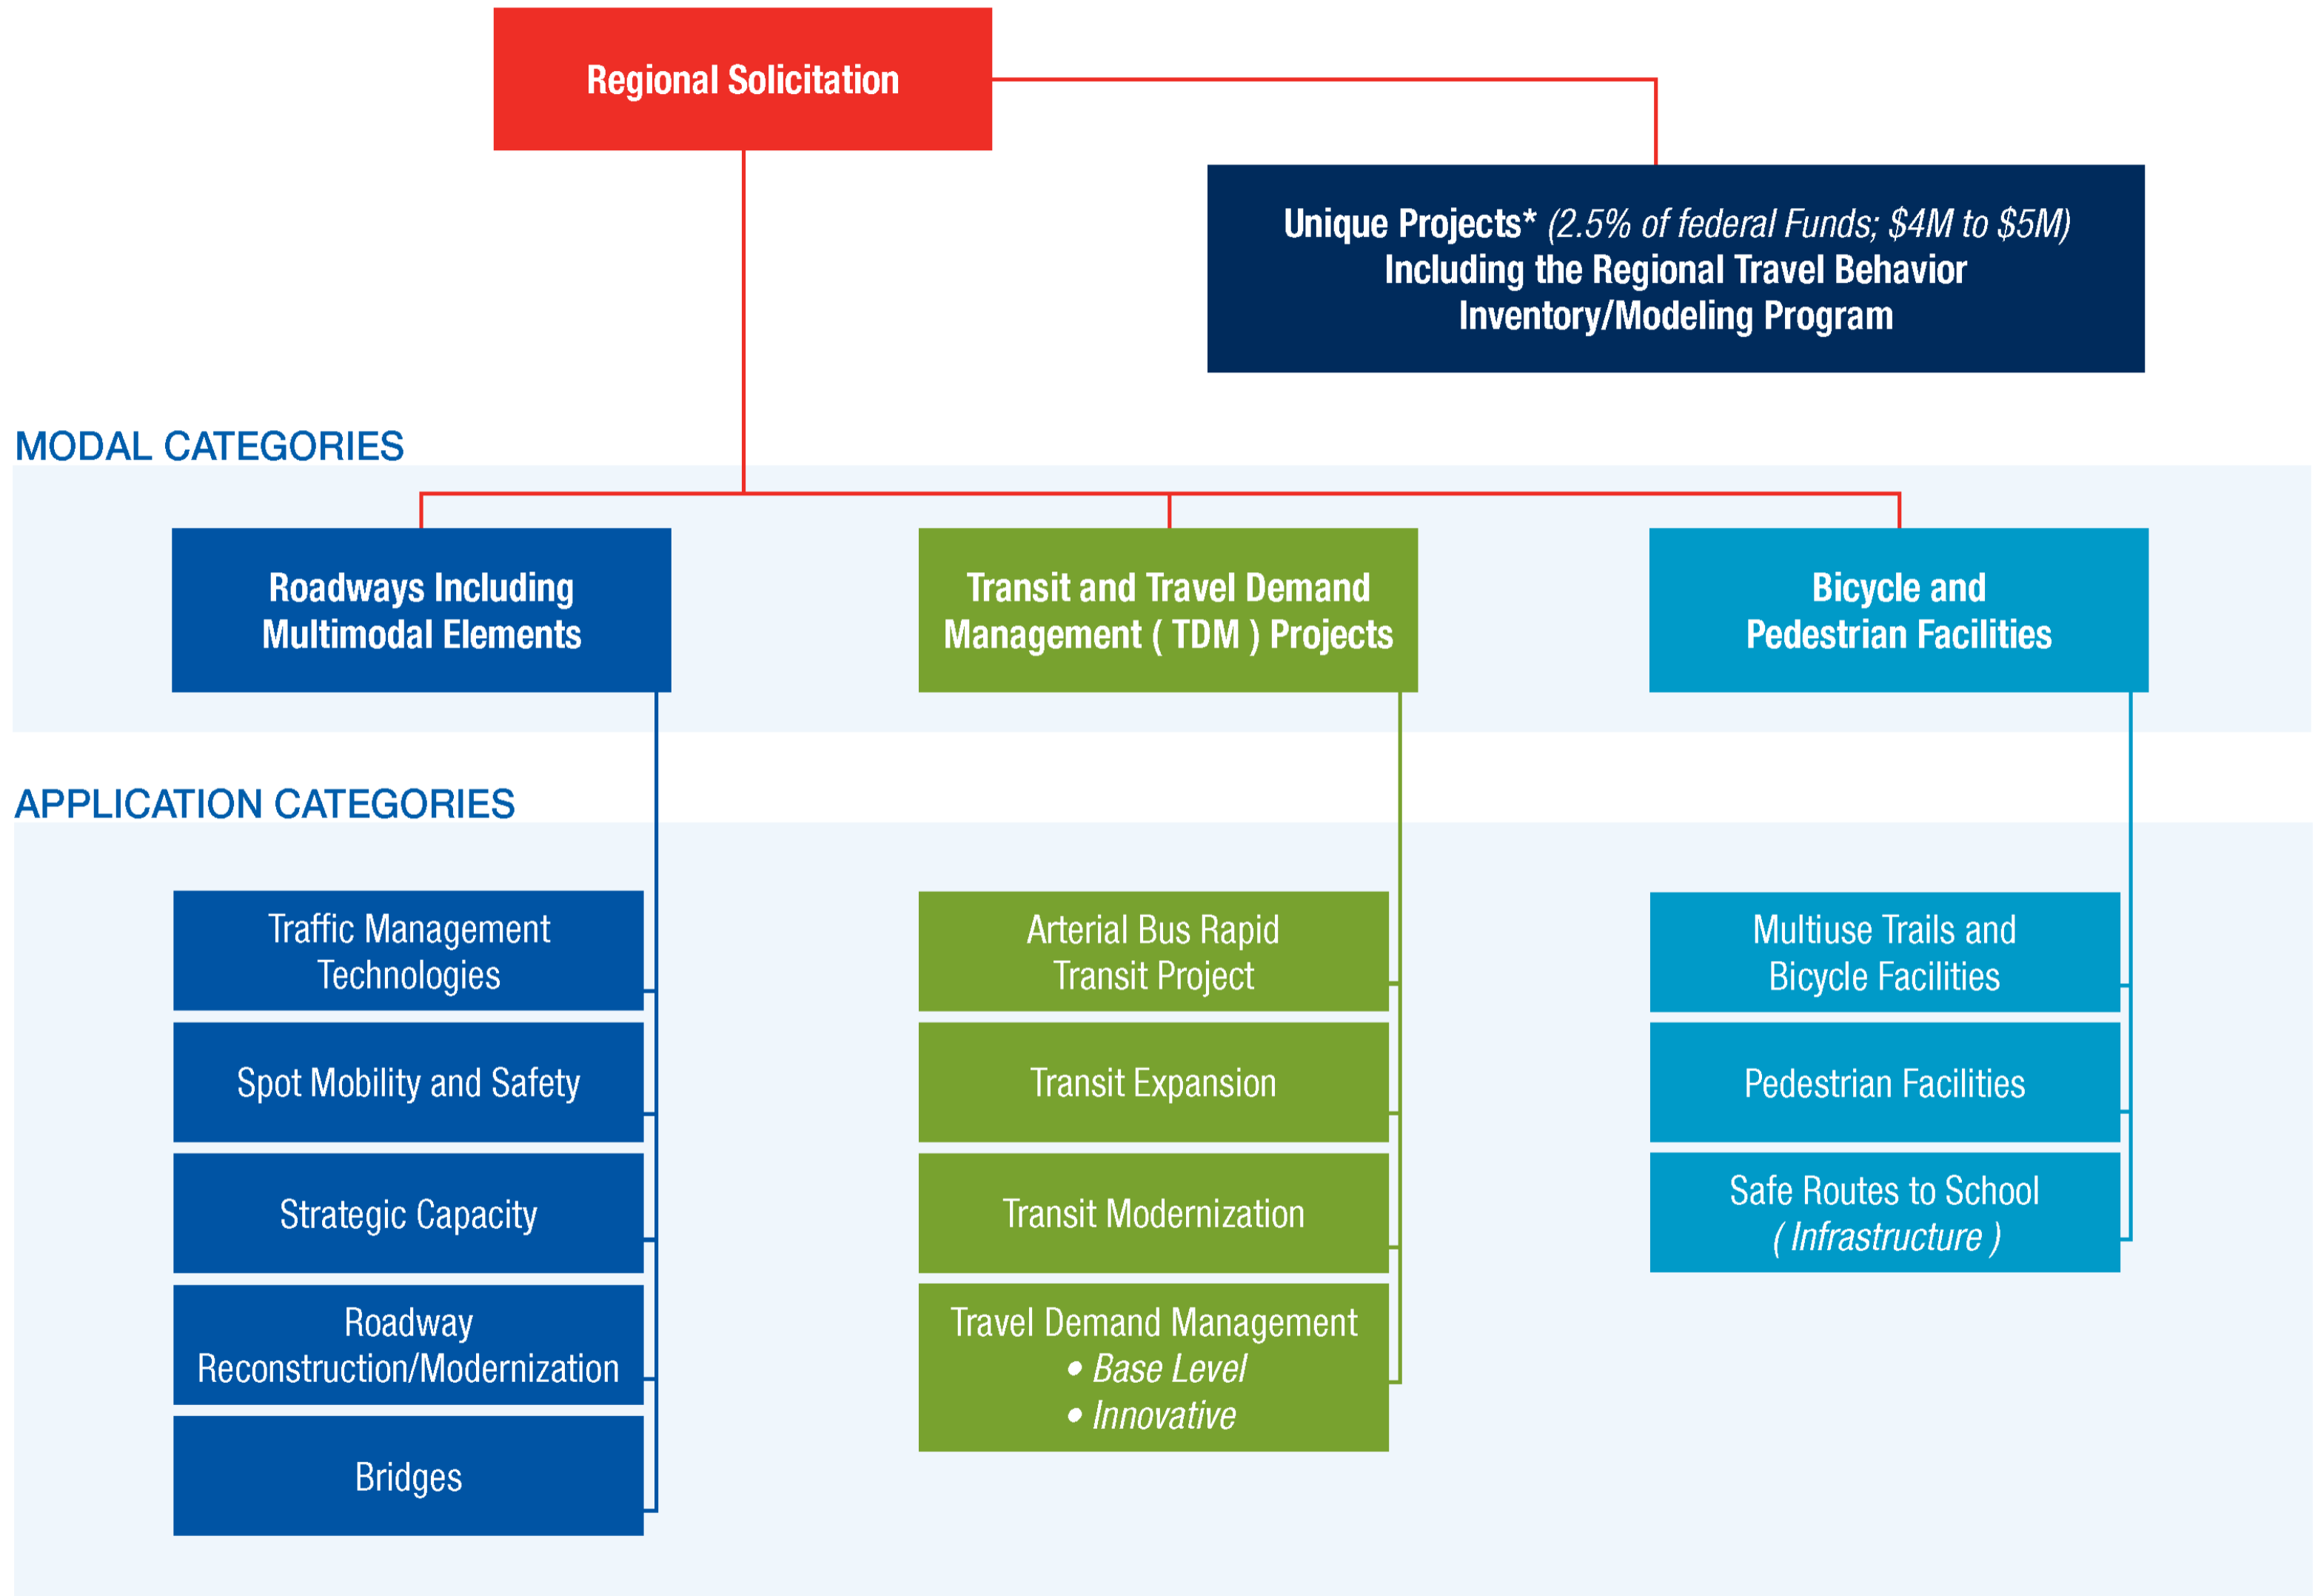 Regional Solicitation
Unique Projects* (2.5% of federal Funds; $4M to $5M)
Including the Regional Travel Behavior
Inventory/Modeling Program
MODAL CATEGORIES
Roadways Including
Multimodal Elements
Transit and Travel Demand
Management ( TDM ) Projects
Bicycle and
Pedestrian Facilities
APPLICATION CATEGORIES
Traffic Management
Technologies
Spot Mobility and Safety
Strategic Capacity
Roadway
Reconstruction/Modernization
Bridges
Arterial Bus Rapid
Transit Project
Transit Expansion
Transit Modernization
Travel Demand Management
• Base Level
• Innovative
Multiuse Trails and
Bicycle Facilities
Pedestrian Facilities
Safe Routes to School
( Infrastructure )